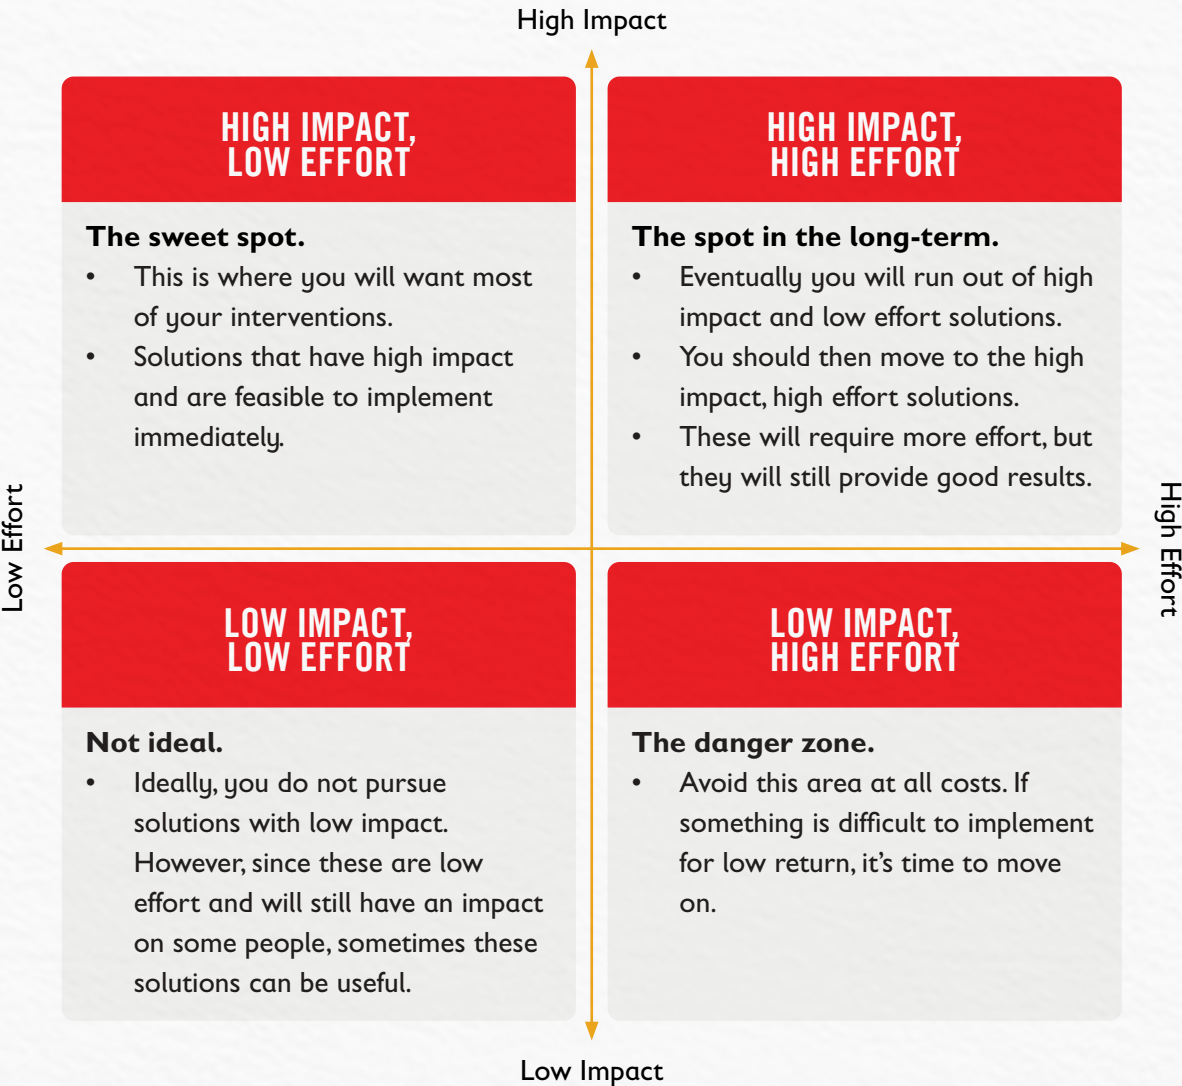 High Impact
HIGH IMPACT,
LOW EFFORT
The sweet spot.
• This is where you will want most
of your interventions.
• Solutions that have high impact
and are feasible to implement
immediately.
HIGH IMPACT,
HIGH EFFORT
The spot in the long-term.
• Eventually you will run out of high
impact and low effort solutions.
• You should then move to the high
impact, high effort solutions.
• These will require more effort, but
they will still provide good results.
Low Effort
High Effort
LOW IMPACT,
LOW EFFORT
Not ideal.
• Ideally, you do not pursue
solutions with low impact.
However, since these are low
effort and will still have an impact
on some people, sometimes these
solutions can be useful.
LOW IMPACT,
HIGH EFFORT
The danger zone.
• Avoid this area at all costs. If
something is difficult to implement
for low return, it’s time to move
on.
Low Impact